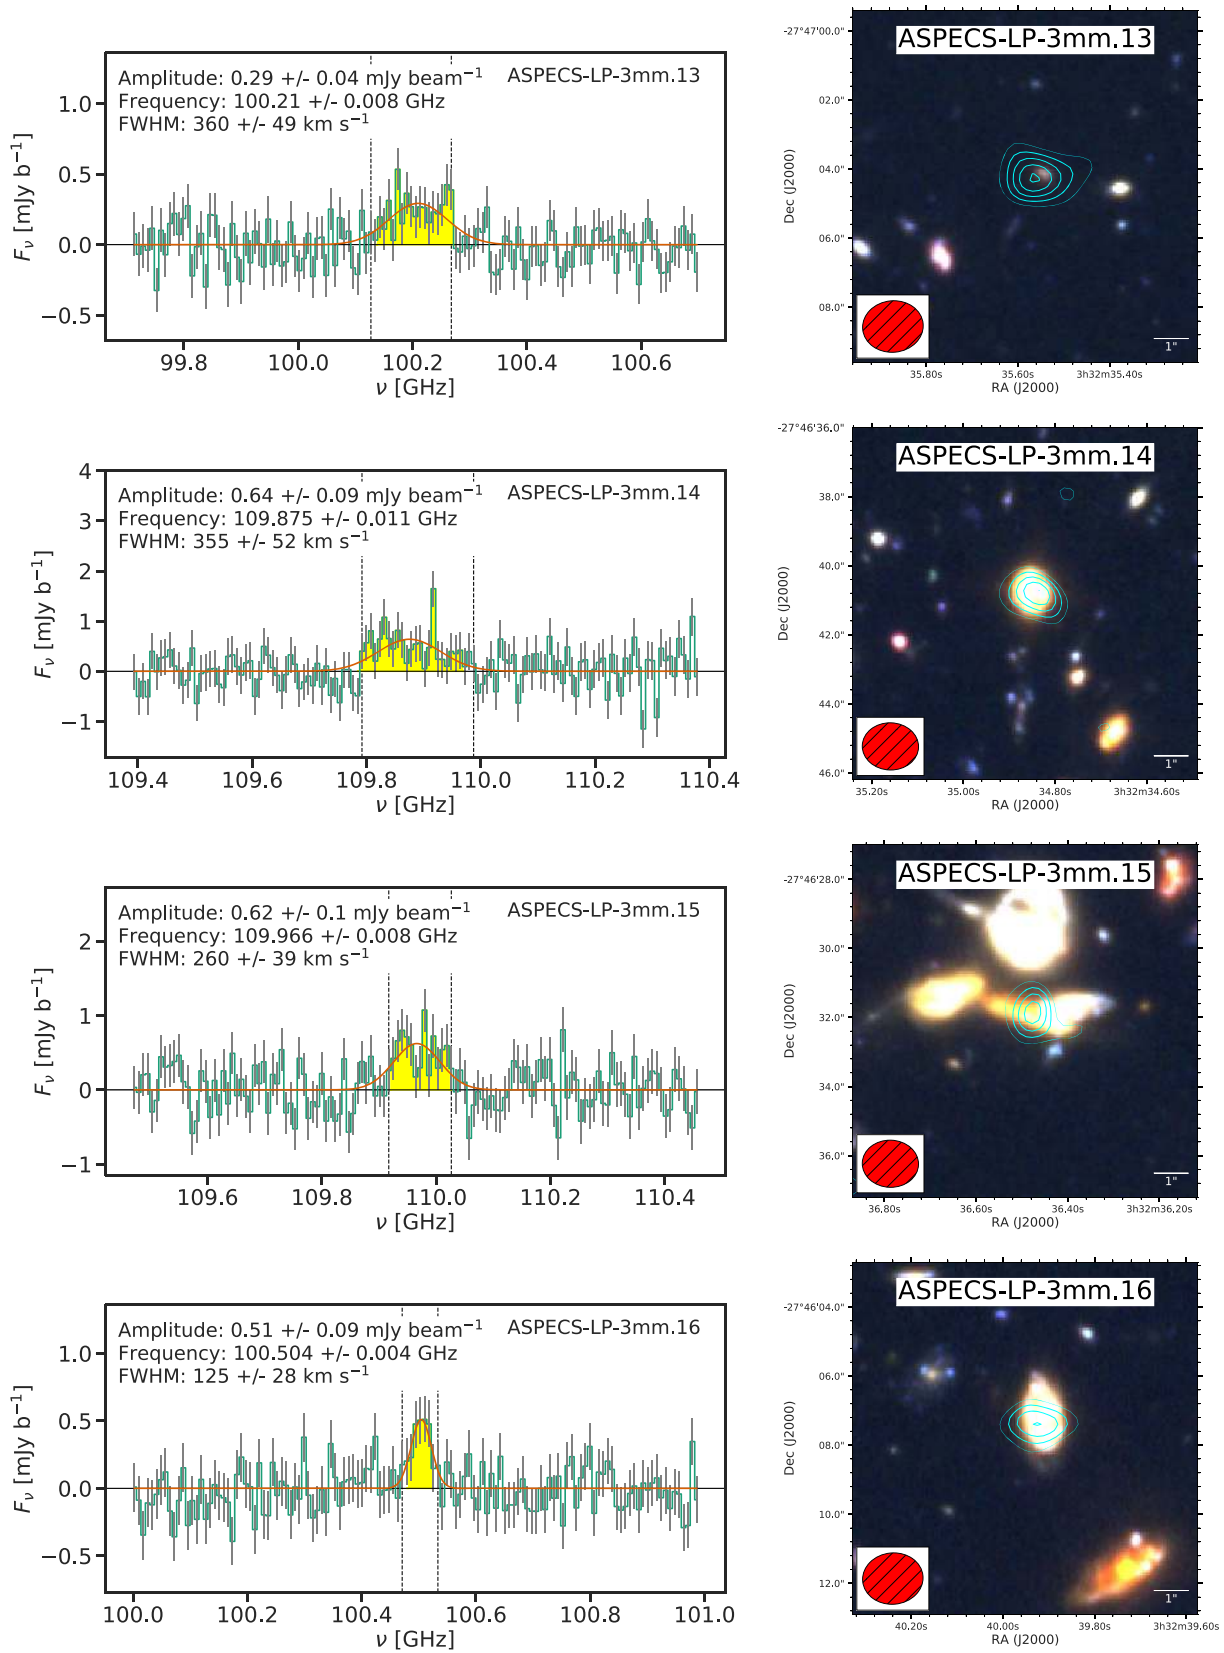 Amplitude: 0.29 +/- 0.04 mJy beam⁻¹ ASPECS-LP-3mm.13
Frequency: 100.21 +/- 0.008 GHz
FWHM: 360 +/- 49 km s⁻¹
1.0
0.5
0.0
−0.5
Fν [mJy b⁻¹]
99.8 100.0 100.2 100.4 100.6
ν [GHz]
ASPECS-LP-3mm.13
-27°47'00.0"
02.0"
04.0"
06.0"
08.0"
Dec (J2000)
1"
35.80s 35.60s 3h32m35.40s
RA (J2000)
Amplitude: 0.64 +/- 0.09 mJy beam⁻¹ ASPECS-LP-3mm.14
Frequency: 109.875 +/- 0.011 GHz
FWHM: 355 +/- 52 km s⁻¹
4
3
2
1
0
−1
Fν [mJy b⁻¹]
109.4 109.6 109.8 110.0 110.2 110.4
ν [GHz]
ASPECS-LP-3mm.14
-27°46'36.0"
38.0"
40.0"
42.0"
44.0"
46.0"
Dec (J2000)
1"
35.20s 35.00s 34.80s 3h32m34.60s
RA (J2000)
Amplitude: 0.62 +/- 0.1 mJy beam⁻¹ ASPECS-LP-3mm.15
Frequency: 109.966 +/- 0.008 GHz
FWHM: 260 +/- 39 km s⁻¹
2
1
0
−1
Fν [mJy b⁻¹]
109.6 109.8 110.0 110.2 110.4
ν [GHz]
ASPECS-LP-3mm.15
-27°46'28.0"
30.0"
32.0"
34.0"
36.0"
Dec (J2000)
1"
36.80s 36.60s 36.40s 3h32m36.20s
RA (J2000)
Amplitude: 0.51 +/- 0.09 mJy beam⁻¹ ASPECS-LP-3mm.16
Frequency: 100.504 +/- 0.004 GHz
FWHM: 125 +/- 28 km s⁻¹
1.0
0.5
0.0
−0.5
Fν [mJy b⁻¹]
100.0 100.2 100.4 100.6 100.8 101.0
ν [GHz]
ASPECS-LP-3mm.16
-27°46'04.0"
06.0"
08.0"
10.0"
12.0"
Dec (J2000)
1"
40.20s 40.00s 39.80s 3h32m39.60s
RA (J2000)